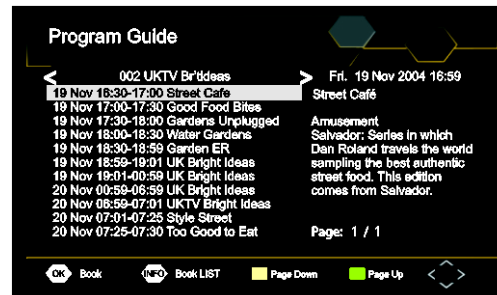 Program Guide
< 002 UKTV Br'tIdeas >
Fri. 19 Nov 2004 16:59
19 Nov 16:30-17:00 Street Cafe
19 Nov 17:00-17:30 Good Food Bites
19 Nov 17:30-18:00 Gardens Unplugged
19 Nov 18:00-18:30 Water Gardens
19 Nov 18:30-18:59 Garden ER
19 Nov 18:59-19:01 UK Bright Ideas
19 Nov 19:01-00:59 UK Bright Ideas
20 Nov 00:59-06:59 UK Bright Ideas
20 Nov 06:59-07:01 UKTV Bright Ideas
20 Nov 07:01-07:25 Style Street
20 Nov 07:25-07:30 Too Good to Eat
Street Café
Amusement
Salvador: Series in which
Dan Roland travels the world
sampling the best authentic
street food. This edition
comes from Salvador.
Page: 1 / 1
OK Book INFO Book LIST Page Down Page Up